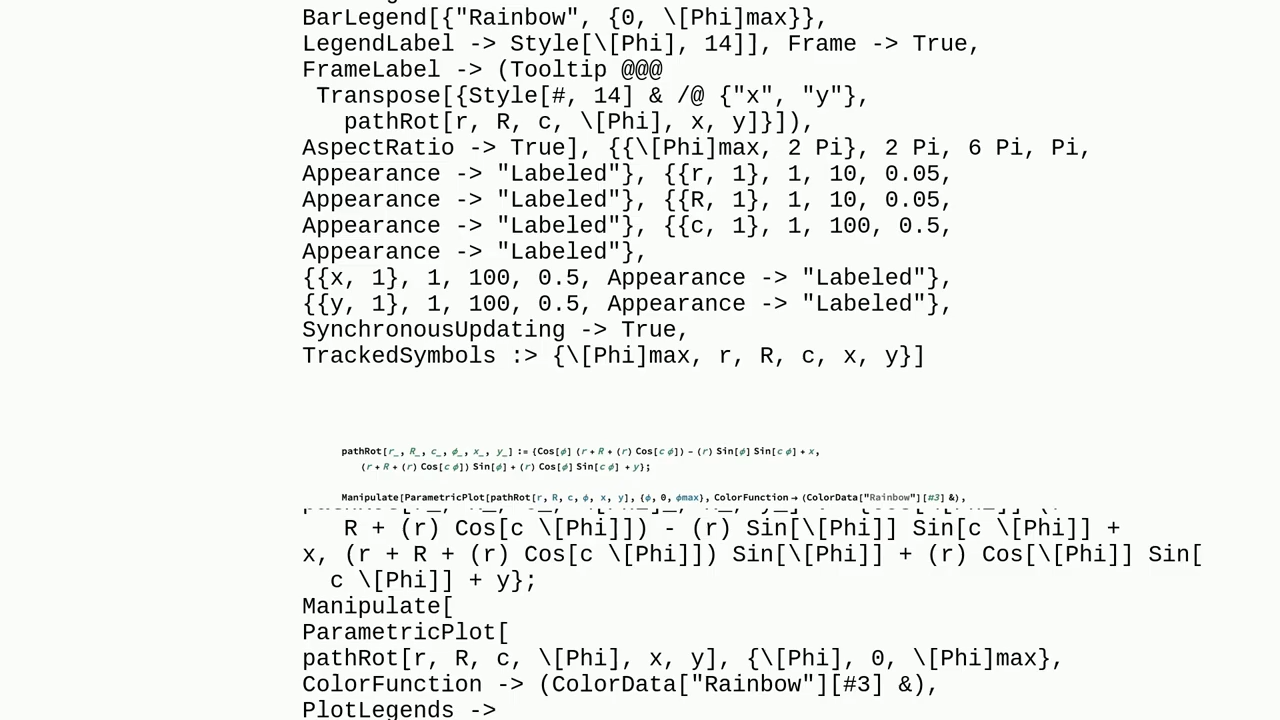 BarLegend[{"Rainbow", {0, \[Phi]max}},
LegendLabel -> Style[\[Phi], 14]], Frame -> True,
FrameLabel -> (Tooltip @@@
Transpose[{Style[#, 14] & /@ {"x", "y"},
pathRot[r, R, c, \[Phi], x, y]}]),
AspectRatio -> True], {{\[Phi]max, 2 Pi}, 2 Pi, 6 Pi, Pi,
Appearance -> "Labeled"}, {{r, 1}, 1, 10, 0.05,
Appearance -> "Labeled"}, {{R, 1}, 1, 10, 0.05,
Appearance -> "Labeled"}, {{c, 1}, 1, 100, 0.5,
Appearance -> "Labeled"},
{{x, 1}, 1, 100, 0.5, Appearance -> "Labeled"},
{{y, 1}, 1, 100, 0.5, Appearance -> "Labeled"},
SynchronousUpdating -> True,
TrackedSymbols :> {\[Phi]max, r, R, c, x, y}]
pathRot[r_, R_, c_, ϕ_, x_, y_] := {Cos[ϕ] (r + R + (r) Cos[c ϕ]) - (r) Sin[ϕ] Sin[c ϕ] + x,
(r + R + (r) Cos[c ϕ]) Sin[ϕ] + (r) Cos[ϕ] Sin[c ϕ] + y};
Manipulate[ParametricPlot[pathRot[r, R, c, ϕ, x, y], {ϕ, 0, ϕmax}, ColorFunction → (ColorData["Rainbow"][#3] &),
R + (r) Cos[c \[Phi]]) - (r) Sin[\[Phi]] Sin[c \[Phi]] +
x, (r + R + (r) Cos[c \[Phi]]) Sin[\[Phi]] + (r) Cos[\[Phi]] Sin[
c \[Phi]] + y};
Manipulate[
ParametricPlot[
pathRot[r, R, c, \[Phi], x, y], {\[Phi], 0, \[Phi]max},
ColorFunction -> (ColorData["Rainbow"][#3] &),
PlotLegends ->